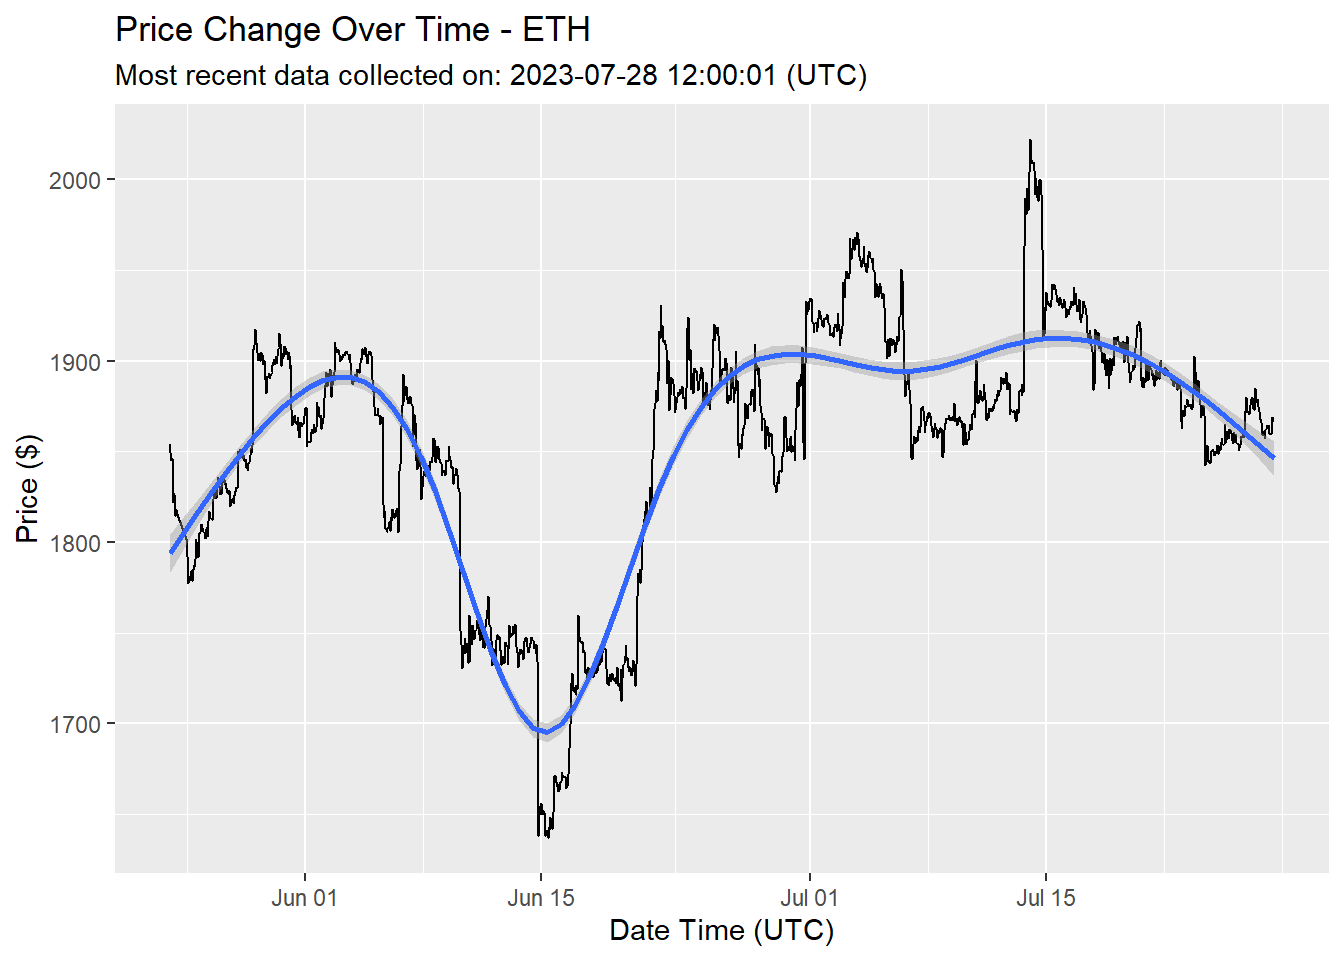 Price Change Over Time - ETH
Most recent data collected on: 2023-07-28 12:00:01 (UTC)
Price ($)
2000
1900
1800
1700
Jun 01
Jun 15
Jul 01
Jul 15
Date Time (UTC)